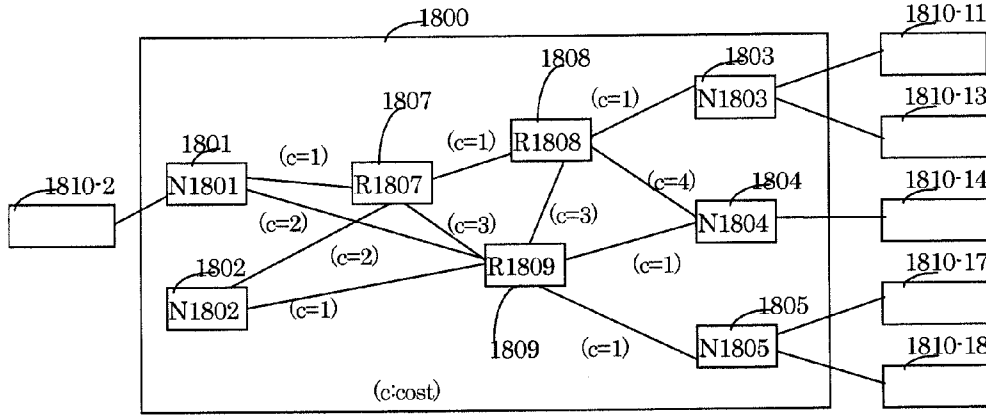 1800
1810-11
1803
1808
1807
N1803
(c=1)
1810-13
1801
(c=1)
(c=1)
R1808
1810-2
N1801
R1807
(c=4)
1804
1810-14
(c=2)
(c=3)
(c=3)
N1804
1802
(c=2)
R1809
(c=1)
1810-17
N1802
(c=1)
1805
1809
(c=1)
N1805
1810-18
(c:cost)